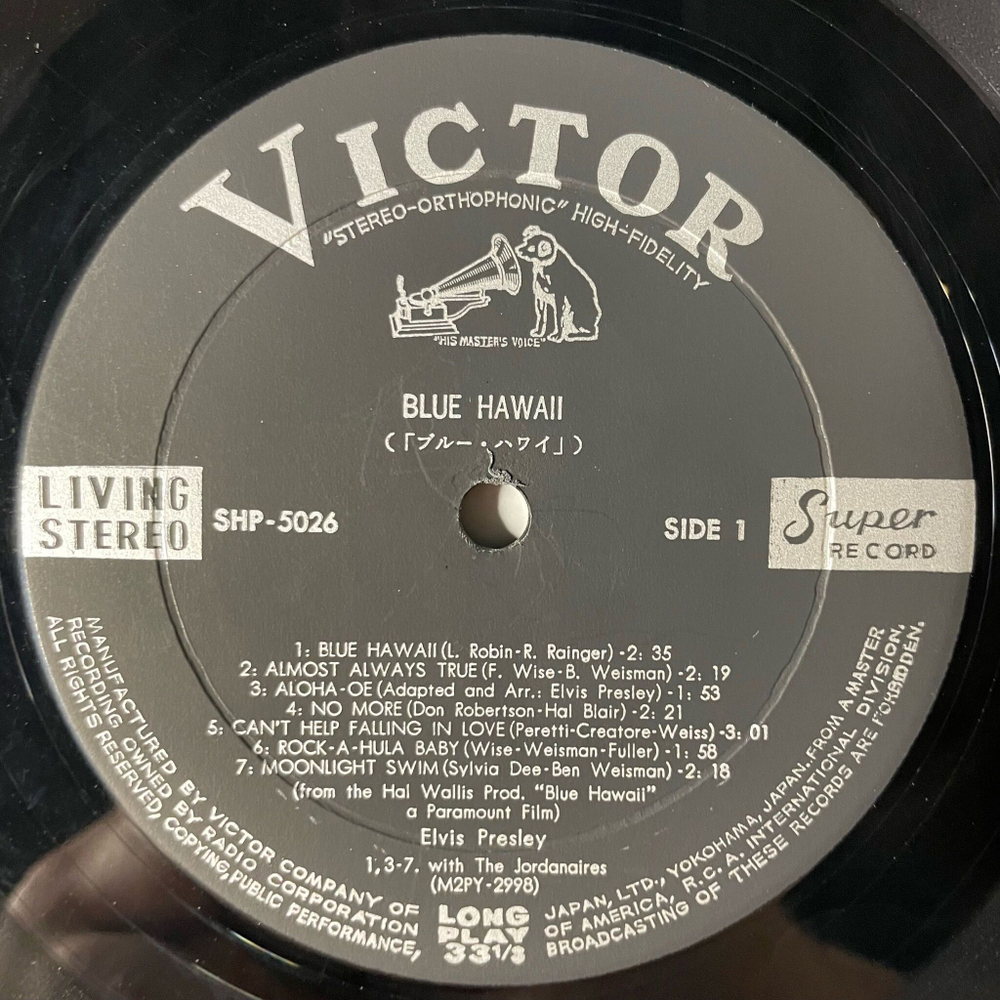 VICTOR
"STEREO-ORTHOPHONIC" HIGH-FIDELITY
"HIS MASTER'S VOICE"
BLUE HAWAII
(「ブルー・ハワイ」)
LIVING
STEREO
SHP-5026
SIDE 1
Super
RECORD
1: BLUE HAWAII (L. Robin-R. Rainger) -2: 35
2: ALMOST ALWAYS TRUE (F. Wise-B. Weisman) -2: 19
3: ALOHA-OE (Adapted and Arr.: Elvis Presley) -1: 53
4: NO MORE (Don Robertson-Hal Blair) -2: 21
5: CAN'T HELP FALLING IN LOVE (Peretti-Creatore-Weiss) -3: 01
6: ROCK-A-HULA BABY (Wise-Weisman-Fuller) -1: 58
7: MOONLIGHT SWIM (Sylvia Dee-Ben Weisman) -2: 18
(from the Hal Wallis Prod. "Blue Hawaii"
a Paramount Film)
Elvis Presley
1, 3-7. with The Jordanaires
(M2PY-2998)
LONG
PLAY
33 1/3
MANUFACTURED BY VICTOR COMPANY OF JAPAN, LTD., YOKOHAMA, JAPAN. FROM MASTER
RECORDING OWNED BY RADIO CORPORATION OF AMERICA, R.C.A. INTERNATIONAL DIVISION,
ALL RIGHTS RESERVED, COPYING, PUBLIC PERFORMANCE, BROADCASTING OF THESE RECORDS ARE FORBIDDEN.